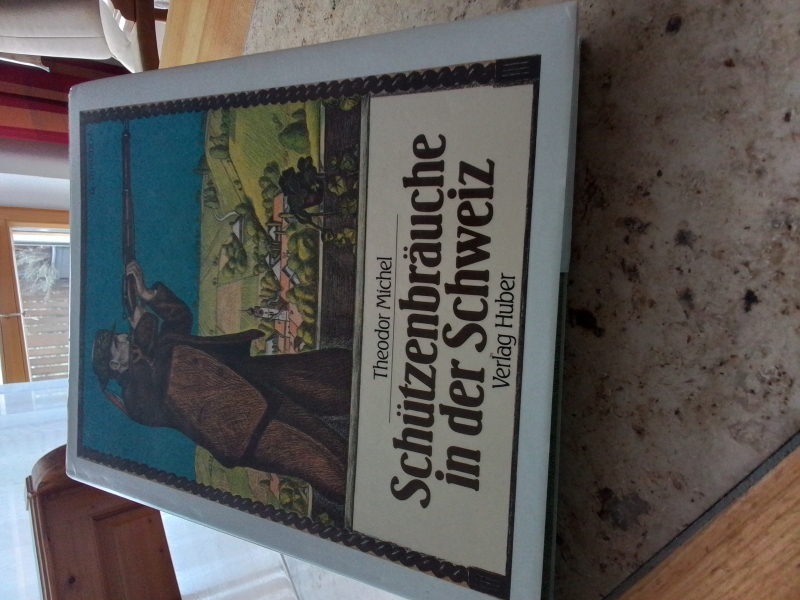 Theodor Michel
Schützenbräuche
in der Schweiz
Verlag Huber